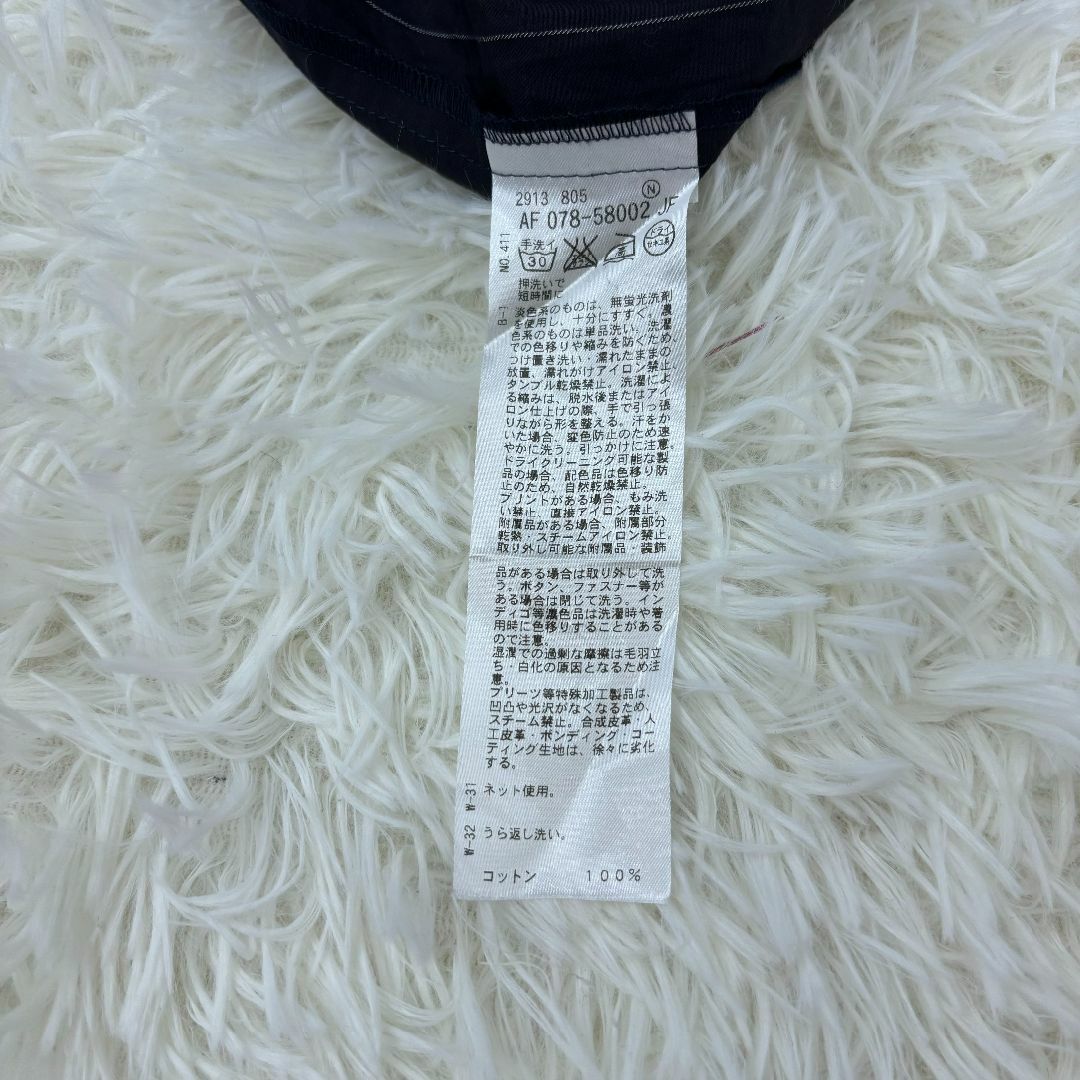 2913 805 N
AF 078-58002 JF
手洗イ
30
ドライ
セキユ系
NO.411
押洗いで
短時間に
B-1
淡色系のものは、無蛍光洗剤
を使用し、十分にすすぐ。濃
色系のものは単品洗い。洗濯
での色移りや縮みを防ぐため、
つけ置き洗い・濡れたままの
放置、濡れがけアイロン禁止。
タンブル乾燥禁止。洗濯によ
る縮みは、脱水後またはアイ
ロン仕上げの際、手で引っ張
りながら形を整える。汗をか
いた場合、変色防止のため速
やかに洗う。引っかけに注意。
ドライクリーニング可能な製
品の場合、配色品は色移り防
止のため、自然乾燥禁止。
プリントがある場合、もみ洗
い禁止、直接アイロン禁止。
附属品がある場合、附属部分
乾熱・スチームアイロン禁止。
取り外し可能な附属品・装飾
品がある場合は取り外して洗
う。ボタン、ファスナー等が
ある場合は閉じて洗う。イン
ディゴ等濃色品は洗濯時や着
用時に色移りすることがある
ので注意。
湿潤での過剰な摩擦は毛羽立
ち・白化の原因となるため注
意。
プリーツ等特殊加工製品は、
凹凸や光沢がなくなるため、
スチーム禁止。合成皮革・人
工皮革・ボンディング・コー
ティング生地は、徐々に劣化
する。
W-31
ネット使用。
W-32
うら返し洗い。
コットン 100%